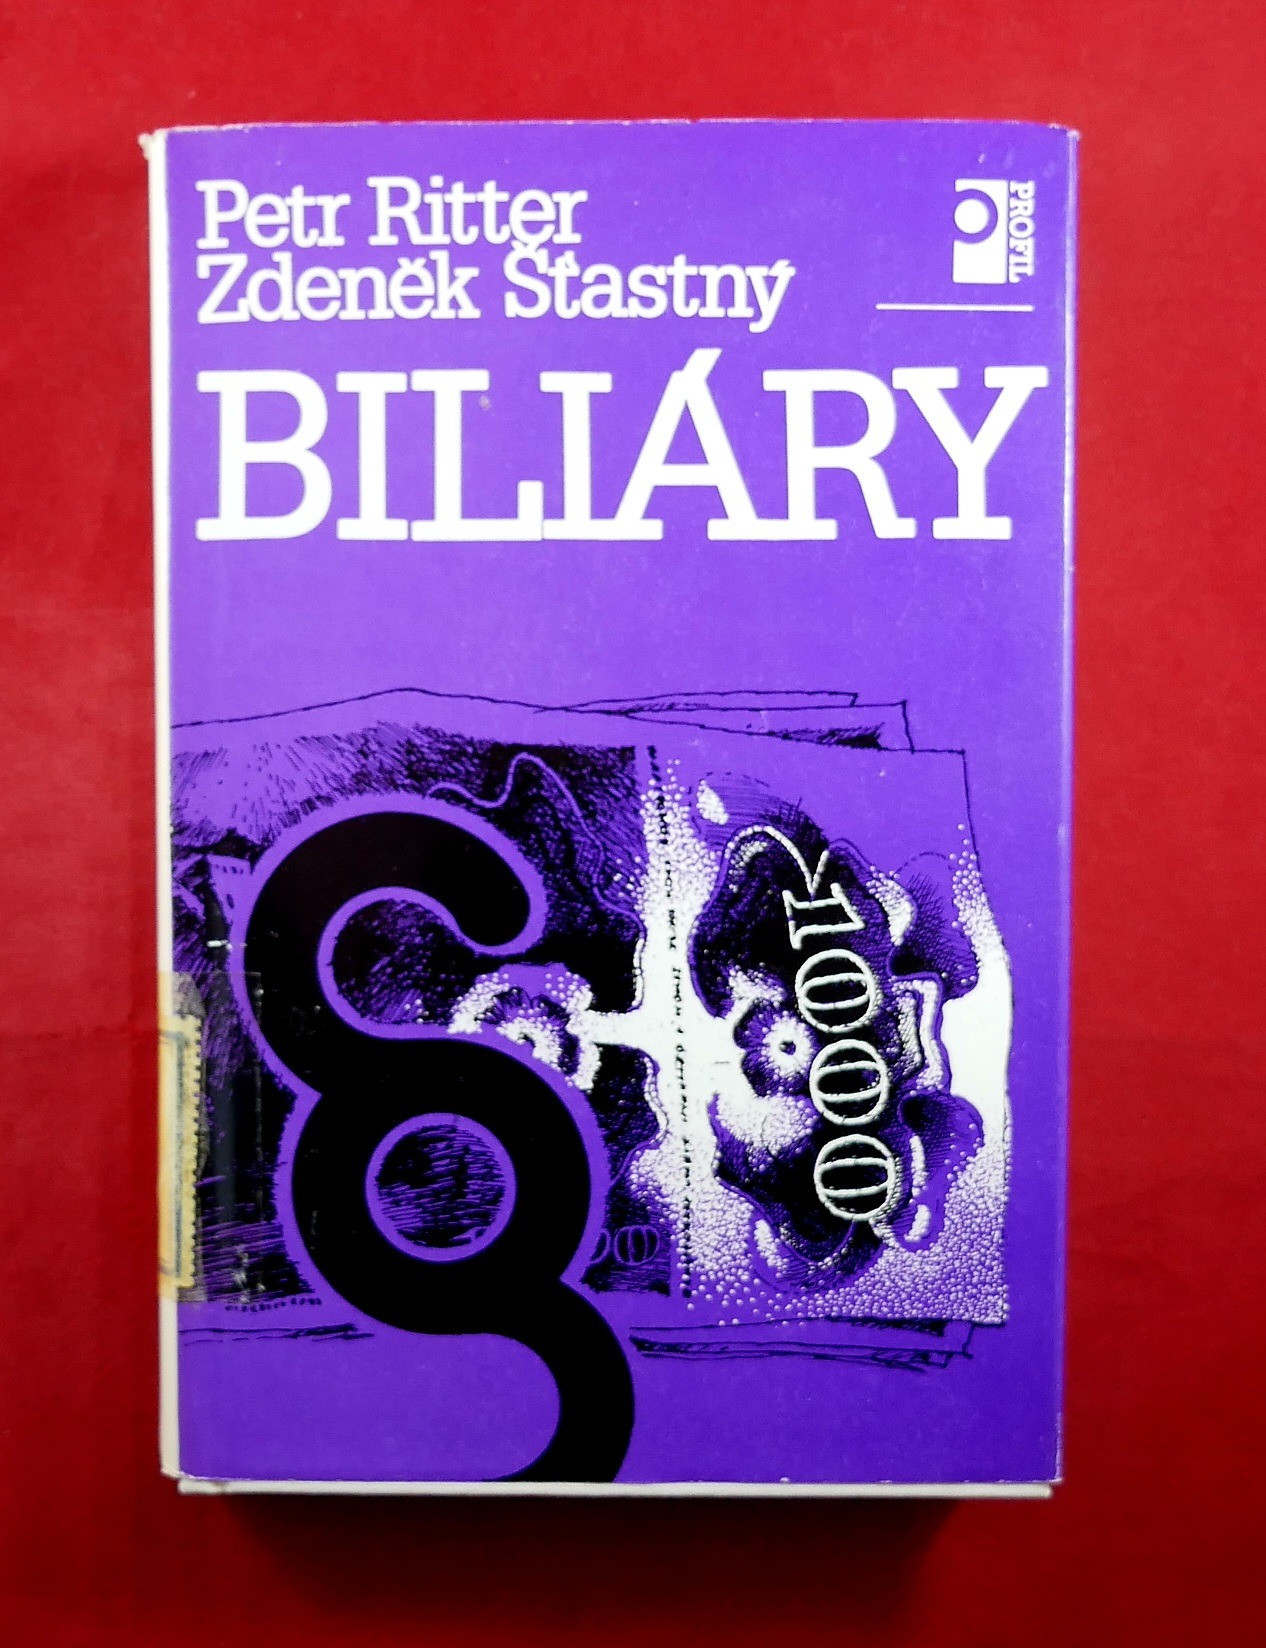 Petr Ritter
Zdeněk Šťastný
PROFIL
BILIÁRY
1000